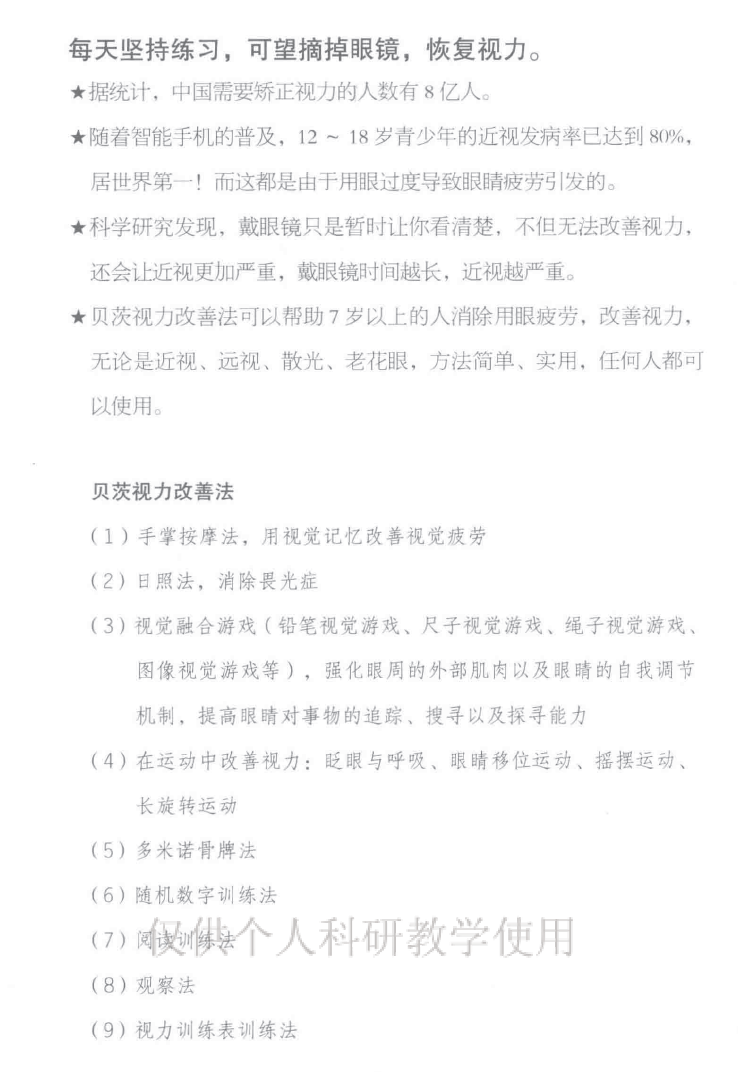 每天坚持练习，可望摘掉眼镜，恢复视力。
★据统计，中国需要矫正视力的人数有 8 亿人。
★随着智能手机的普及，12 ~ 18 岁青少年的近视发病率已达到 80%，
居世界第一！而这都是由于用眼过度导致眼睛疲劳引发的。
★科学研究发现，戴眼镜只是暂时让你看清楚，不但无法改善视力，
还会让近视更加严重，戴眼镜时间越长，近视越严重。
★贝茨视力改善法可以帮助 7 岁以上的人消除用眼疲劳，改善视力，
无论是近视、远视、散光、老花眼，方法简单、实用，任何人都可
以使用。
贝茨视力改善法
（1）手掌按摩法，用视觉记忆改善视觉疲劳
（2）日照法，消除畏光症
（3）视觉融合游戏（铅笔视觉游戏、尺子视觉游戏、绳子视觉游戏、
图像视觉游戏等），强化眼周的外部肌肉以及眼睛的自我调节
机制，提高眼睛对事物的追踪、搜寻以及探寻能力
（4）在运动中改善视力：眨眼与呼吸、眼睛移位运动、摇摆运动、
长旋转运动
（5）多米诺骨牌法
（6）随机数字训练法
（7）阅读训练法
仅供个人科研教学使用
（8）观察法
（9）视力训练表训练法